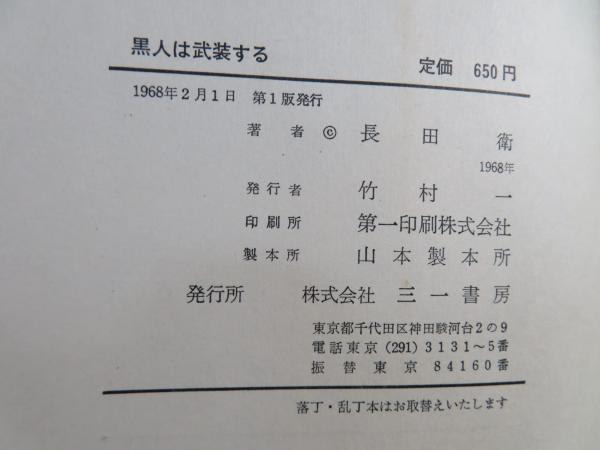 黒人は武装する　定価　650円
1968年2月1日　第1版発行
著者 © 長田　衛
1968年
発行者　竹村　一
印刷所　第一印刷株式会社
製本所　山本製本所
発行所　株式会社　三一書房
東京都千代田区神田駿河台2の9
電話東京 (291) 3131〜5番
振替東京　84160番
落丁・乱丁本はお取替えいたします